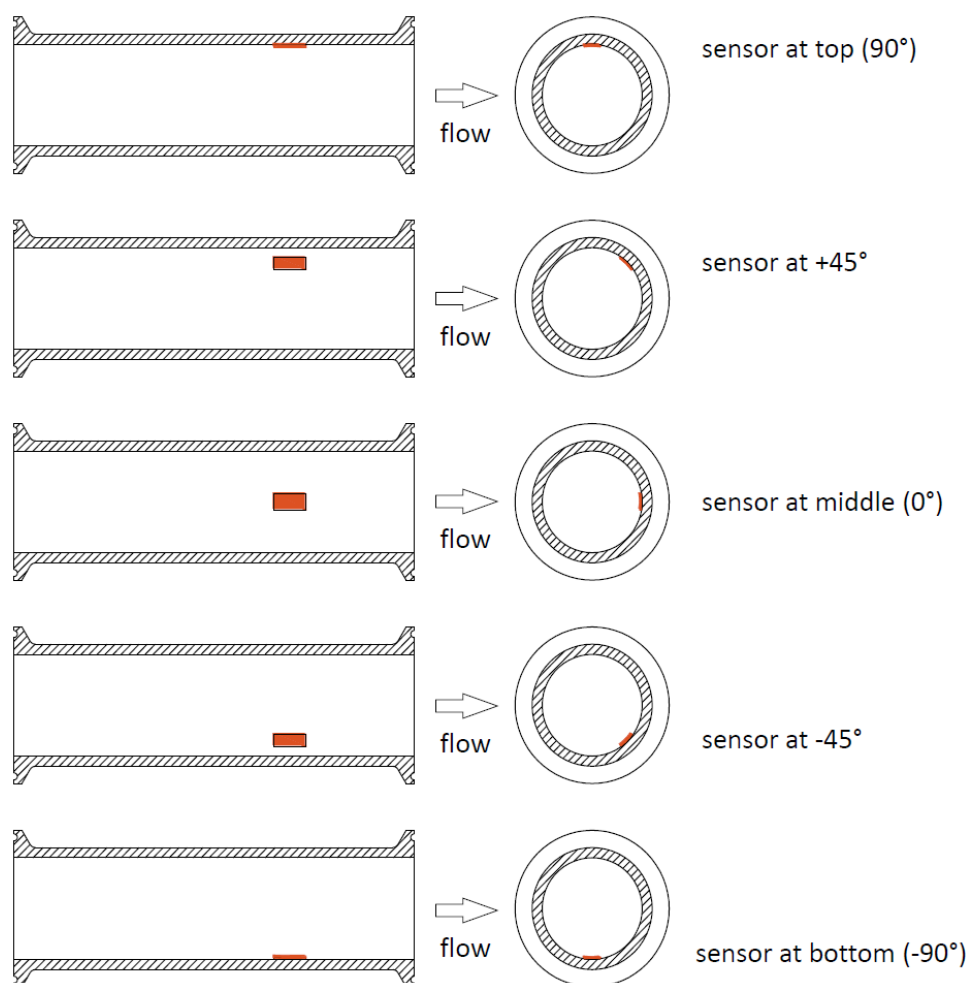 sensor at top (90°)
flow
sensor at +45°
flow
sensor at middle (0°)
flow
sensor at -45°
flow
sensor at bottom (-90°)
flow